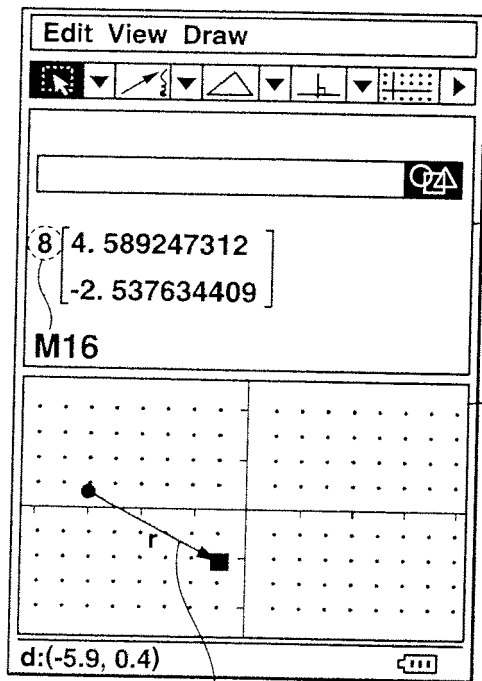 Edit View Draw
8 4. 589247312
-2. 537634409
M16
r
d:(-5.9, 0.4)